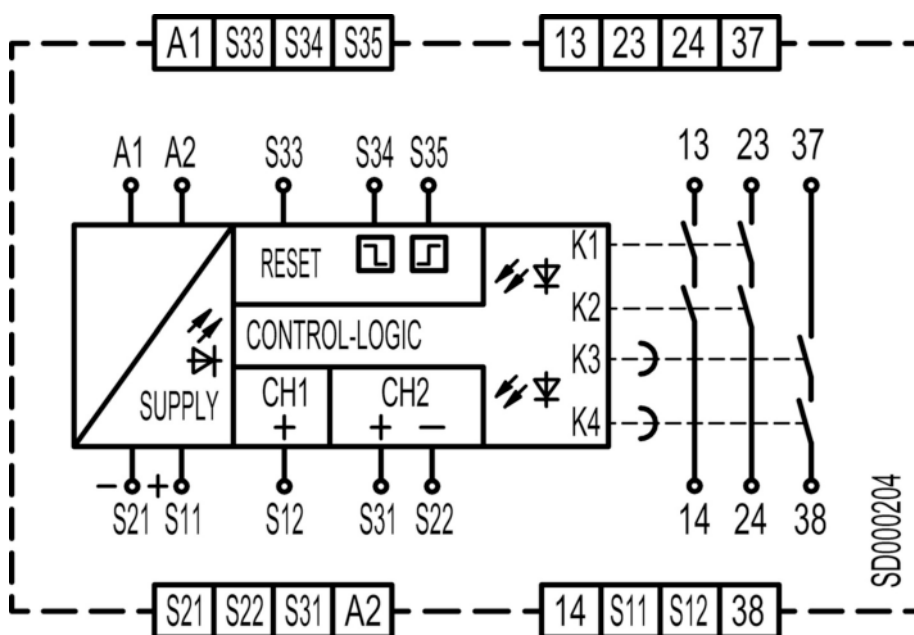 A1 S33 S34 S35 13 23 24 37
A1 A2 S33 S34 S35 13 23 37
RESET K1
K2
CONTROL-LOGIC
K3
CH1 CH2
SUPPLY + + − K4
− + 
S21 S11 S12 S31 S22 14 24 38
SD000204
S21 S22 S31 A2 14 S11 S12 38